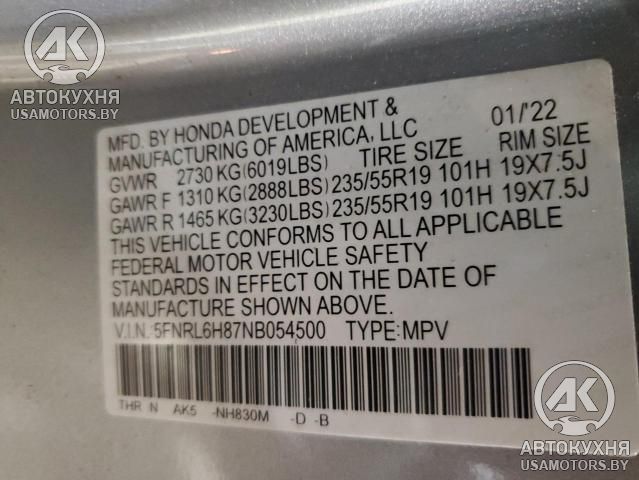 AK
АВТОКУХНЯ
USAMOTORS.BY
MFD. BY HONDA DEVELOPMENT & 01/'22
MANUFACTURING OF AMERICA, LLC
GVWR 2730 KG(6019LBS) TIRE SIZE RIM SIZE
GAWR F 1310 KG(2888LBS) 235/55R19 101H 19X7.5J
GAWR R 1465 KG(3230LBS) 235/55R19 101H 19X7.5J
THIS VEHICLE CONFORMS TO ALL APPLICABLE
FEDERAL MOTOR VEHICLE SAFETY
STANDARDS IN EFFECT ON THE DATE OF
MANUFACTURE SHOWN ABOVE.
V.I.N. 5FNRL6H87NB054500 TYPE:MPV
THR N AK5 -NH830M -D -B
AK
АВТОКУХНЯ
USAMOTORS.BY